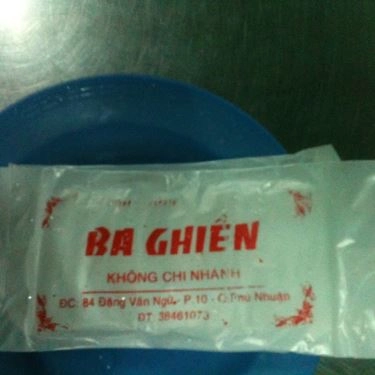 BA GHIỀN
KHÔNG CHI NHÁNH
ĐC: 84 Đặng Văn Ngữ - P.10 - Q.Phú Nhuận
ĐT: 38461073